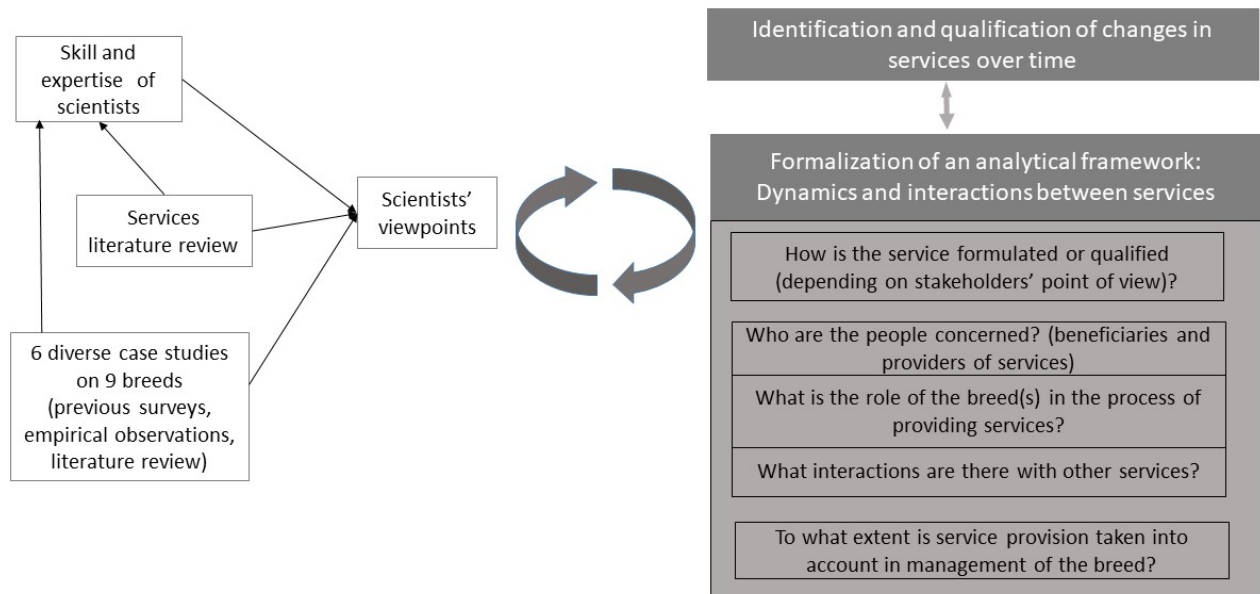 Skill and
expertise of
scientists
Services
literature review
6 diverse case studies
on 9 breeds
(previous surveys,
empirical observations,
literature review)
Scientists’
viewpoints
Identification and qualification of changes in
services over time
Formalization of an analytical framework:
Dynamics and interactions between services
How is the service formulated or qualified
(depending on stakeholders’ point of view)?
Who are the people concerned? (beneficiaries and
providers of services)
What is the role of the breed(s) in the process of
providing services?
What interactions are there with other services?
To what extent is service provision taken into
account in management of the breed?